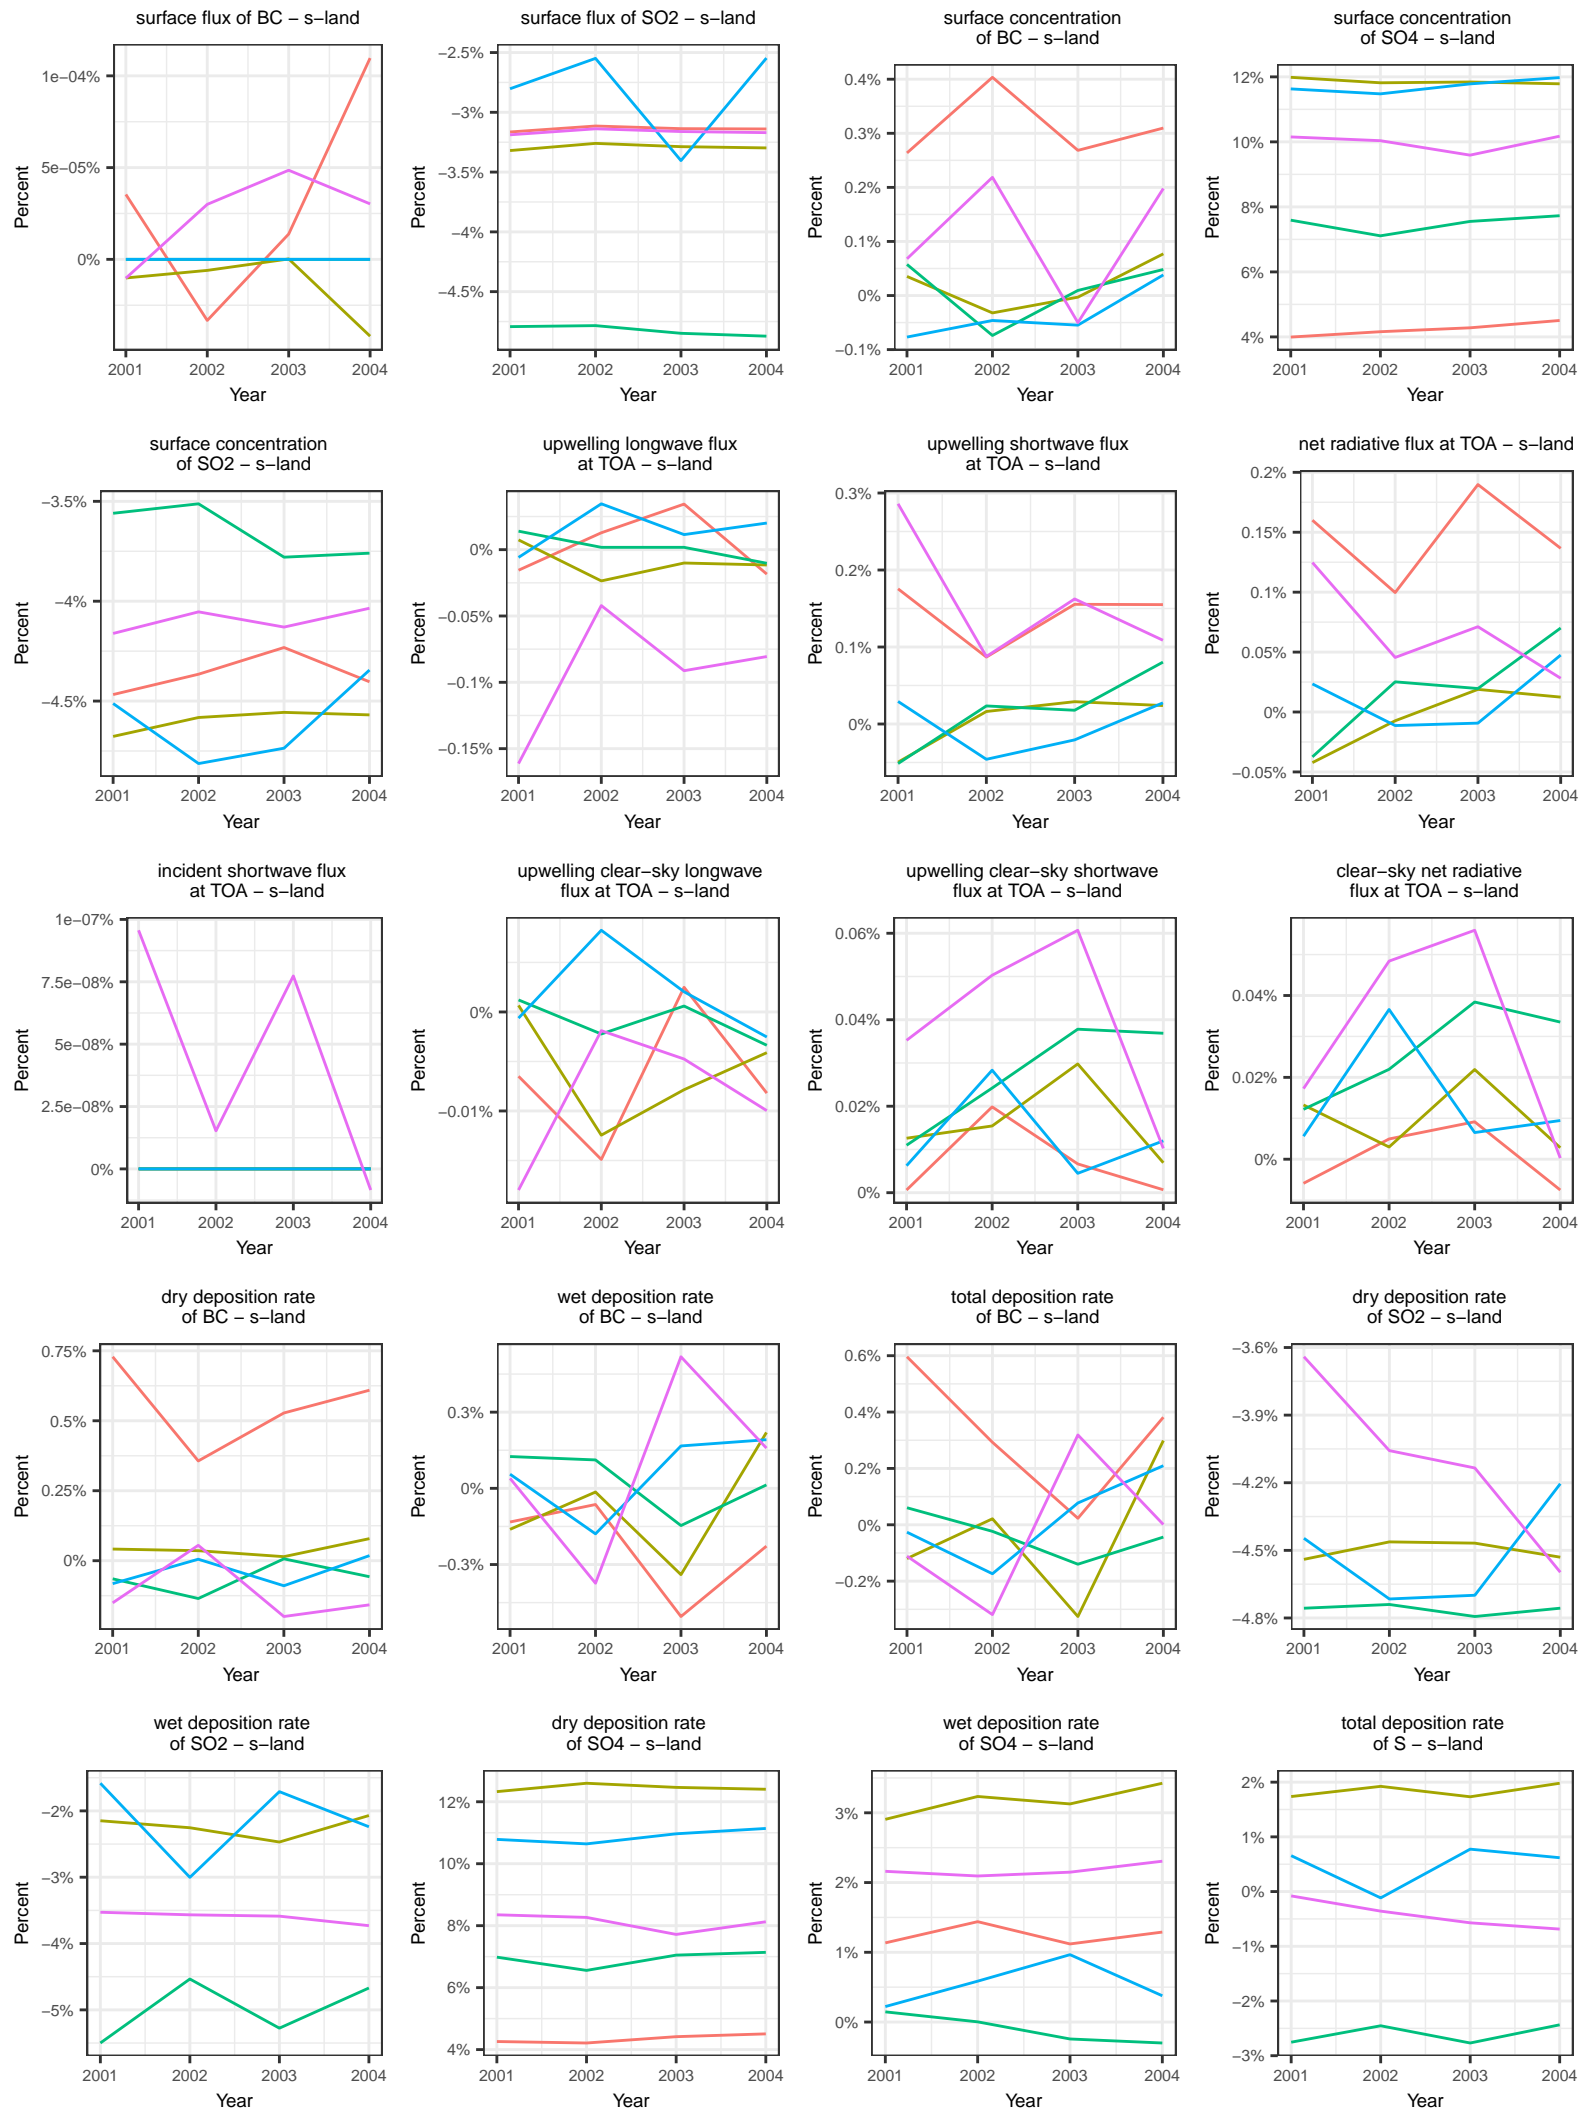 surface flux of BC − s−land
1e−04%
5e−05%
0%
Percent
2001 2002 2003 2004
Year
surface flux of SO2 − s−land
−2.5%
−3%
−3.5%
−4%
−4.5%
Percent
2001 2002 2003 2004
Year
surface concentration
of BC − s−land
0.4%
0.3%
0.2%
0.1%
0%
−0.1%
Percent
2001 2002 2003 2004
Year
surface concentration
of SO4 − s−land
12%
10%
8%
6%
4%
Percent
2001 2002 2003 2004
Year
surface concentration
of SO2 − s−land
−3.5%
−4%
−4.5%
Percent
2001 2002 2003 2004
Year
upwelling longwave flux
at TOA − s−land
0%
−0.05%
−0.1%
−0.15%
Percent
2001 2002 2003 2004
Year
upwelling shortwave flux
at TOA − s−land
0.3%
0.2%
0.1%
0%
Percent
2001 2002 2003 2004
Year
net radiative flux at TOA − s−land
0.2%
0.15%
0.1%
0.05%
0%
−0.05%
Percent
2001 2002 2003 2004
Year
incident shortwave flux
at TOA − s−land
1e−07%
7.5e−08%
5e−08%
2.5e−08%
0%
Percent
2001 2002 2003 2004
Year
upwelling clear−sky longwave
flux at TOA − s−land
0%
−0.01%
Percent
2001 2002 2003 2004
Year
upwelling clear−sky shortwave
flux at TOA − s−land
0.06%
0.04%
0.02%
0%
Percent
2001 2002 2003 2004
Year
clear−sky net radiative
flux at TOA − s−land
0.04%
0.02%
0%
Percent
2001 2002 2003 2004
Year
dry deposition rate
of BC − s−land
0.75%
0.5%
0.25%
0%
Percent
2001 2002 2003 2004
Year
wet deposition rate
of BC − s−land
0.3%
0%
−0.3%
Percent
2001 2002 2003 2004
Year
total deposition rate
of BC − s−land
0.6%
0.4%
0.2%
0%
−0.2%
Percent
2001 2002 2003 2004
Year
dry deposition rate
of SO2 − s−land
−3.6%
−3.9%
−4.2%
−4.5%
−4.8%
Percent
2001 2002 2003 2004
Year
wet deposition rate
of SO2 − s−land
−2%
−3%
−4%
−5%
Percent
2001 2002 2003 2004
Year
dry deposition rate
of SO4 − s−land
12%
10%
8%
6%
4%
Percent
2001 2002 2003 2004
Year
wet deposition rate
of SO4 − s−land
3%
2%
1%
0%
Percent
2001 2002 2003 2004
Year
total deposition rate
of S − s−land
2%
1%
0%
−1%
−2%
−3%
Percent
2001 2002 2003 2004
Year